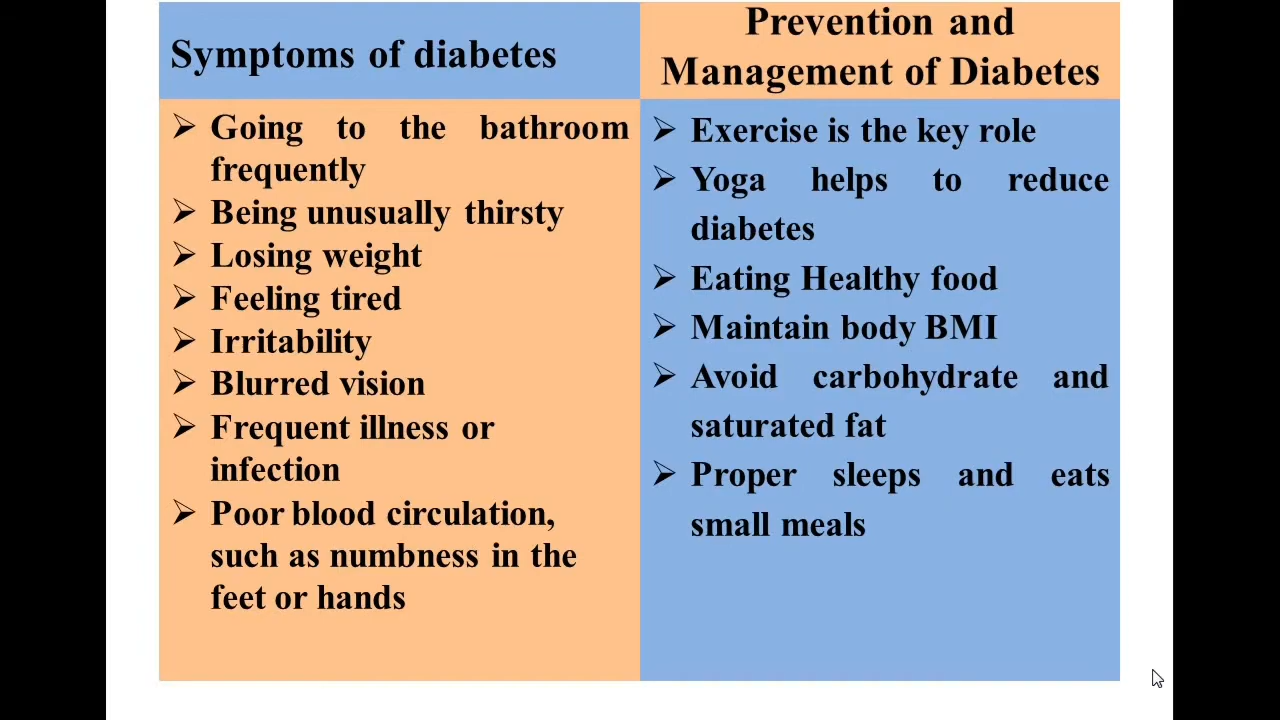 Symptoms of diabetes
Going to the bathroom
frequently
Being unusually thirsty
Losing weight
Feeling tired
Irritability
Blurred vision
Frequent illness or
infection
Poor blood circulation,
such as numbness in the
feet or hands
Prevention and
Management of Diabetes
Exercise is the key role
Yoga helps to reduce
diabetes
Eating Healthy food
Maintain body BMI
Avoid carbohydrate and
saturated fat
Proper sleeps and eats
small meals